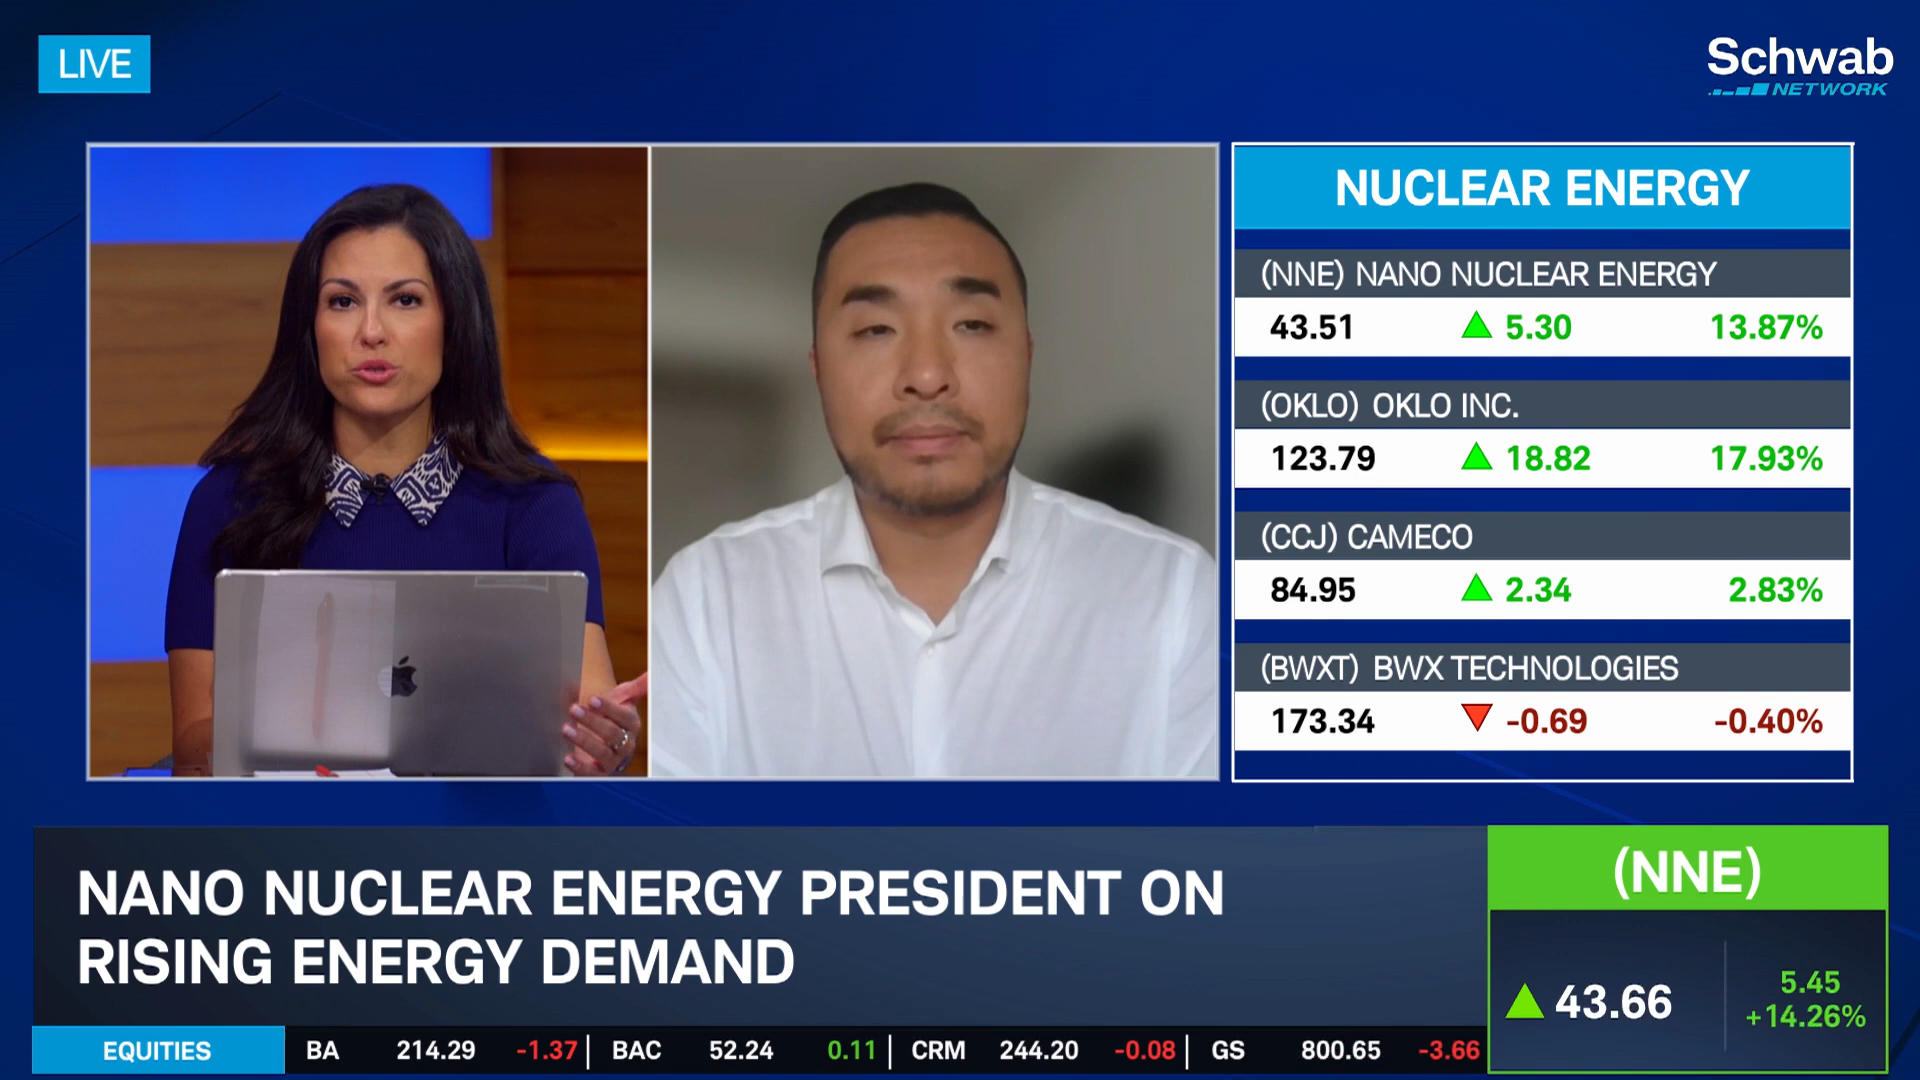 LIVE
Schwab
NETWORK
NUCLEAR ENERGY
(NNE) NANO NUCLEAR ENERGY
43.51 ▲ 5.30 13.87%
(OKLO) OKLO INC.
123.79 ▲ 18.82 17.93%
(CCJ) CAMECO
84.95 ▲ 2.34 2.83%
(BWXT) BWX TECHNOLOGIES
173.34 ▼ -0.69 -0.40%
NANO NUCLEAR ENERGY PRESIDENT ON
RISING ENERGY DEMAND
(NNE)
▲ 43.66
5.45
+14.26%
EQUITIES BA 214.29 -1.37 | BAC 52.24 0.11 | CRM 244.20 -0.08 | GS 800.65 -3.66